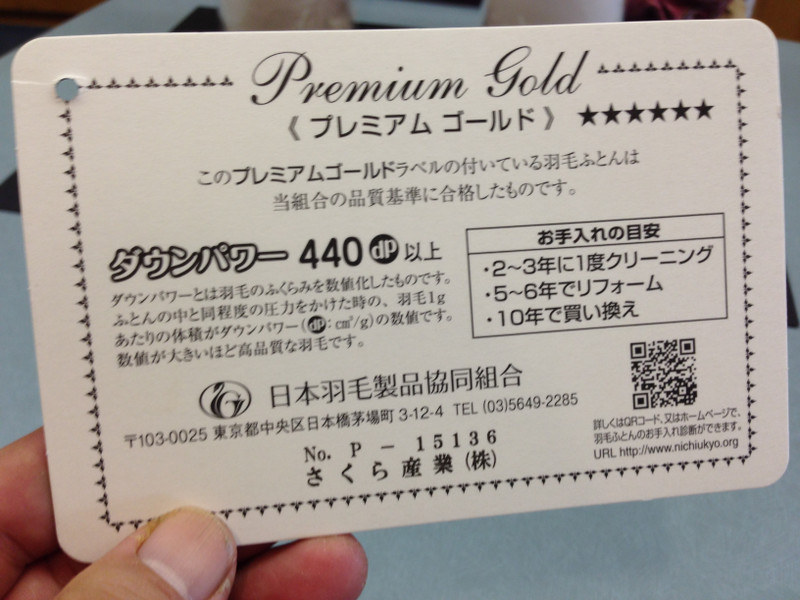 Premium Gold
《 プレミアム ゴールド 》 ★★★★★★
このプレミアムゴールドラベルの付いている羽毛ふとんは
当組合の品質基準に合格したものです。
ダウンパワー 440 dp 以上
ダウンパワーとは羽毛のふくらみを数値化したものです。
ふとんの中と同程度の圧力をかけた時の、羽毛1g
あたりの体積がダウンパワー(dp:cm³/g)の数値です。
数値が大きいほど高品質な羽毛です。
お手入れの目安
・2〜3年に1度クリーニング
・5〜6年でリフォーム
・10年で買い換え
日本羽毛製品協同組合
〒103-0025 東京都中央区日本橋茅場町 3-12-4 TEL (03)5649-2285
No. P − 15136
さくら産業(株)
詳しくはQRコード、又はホームページで、
羽毛ふとんのお手入れ診断ができます。
URL http://www.nichiukyo.org